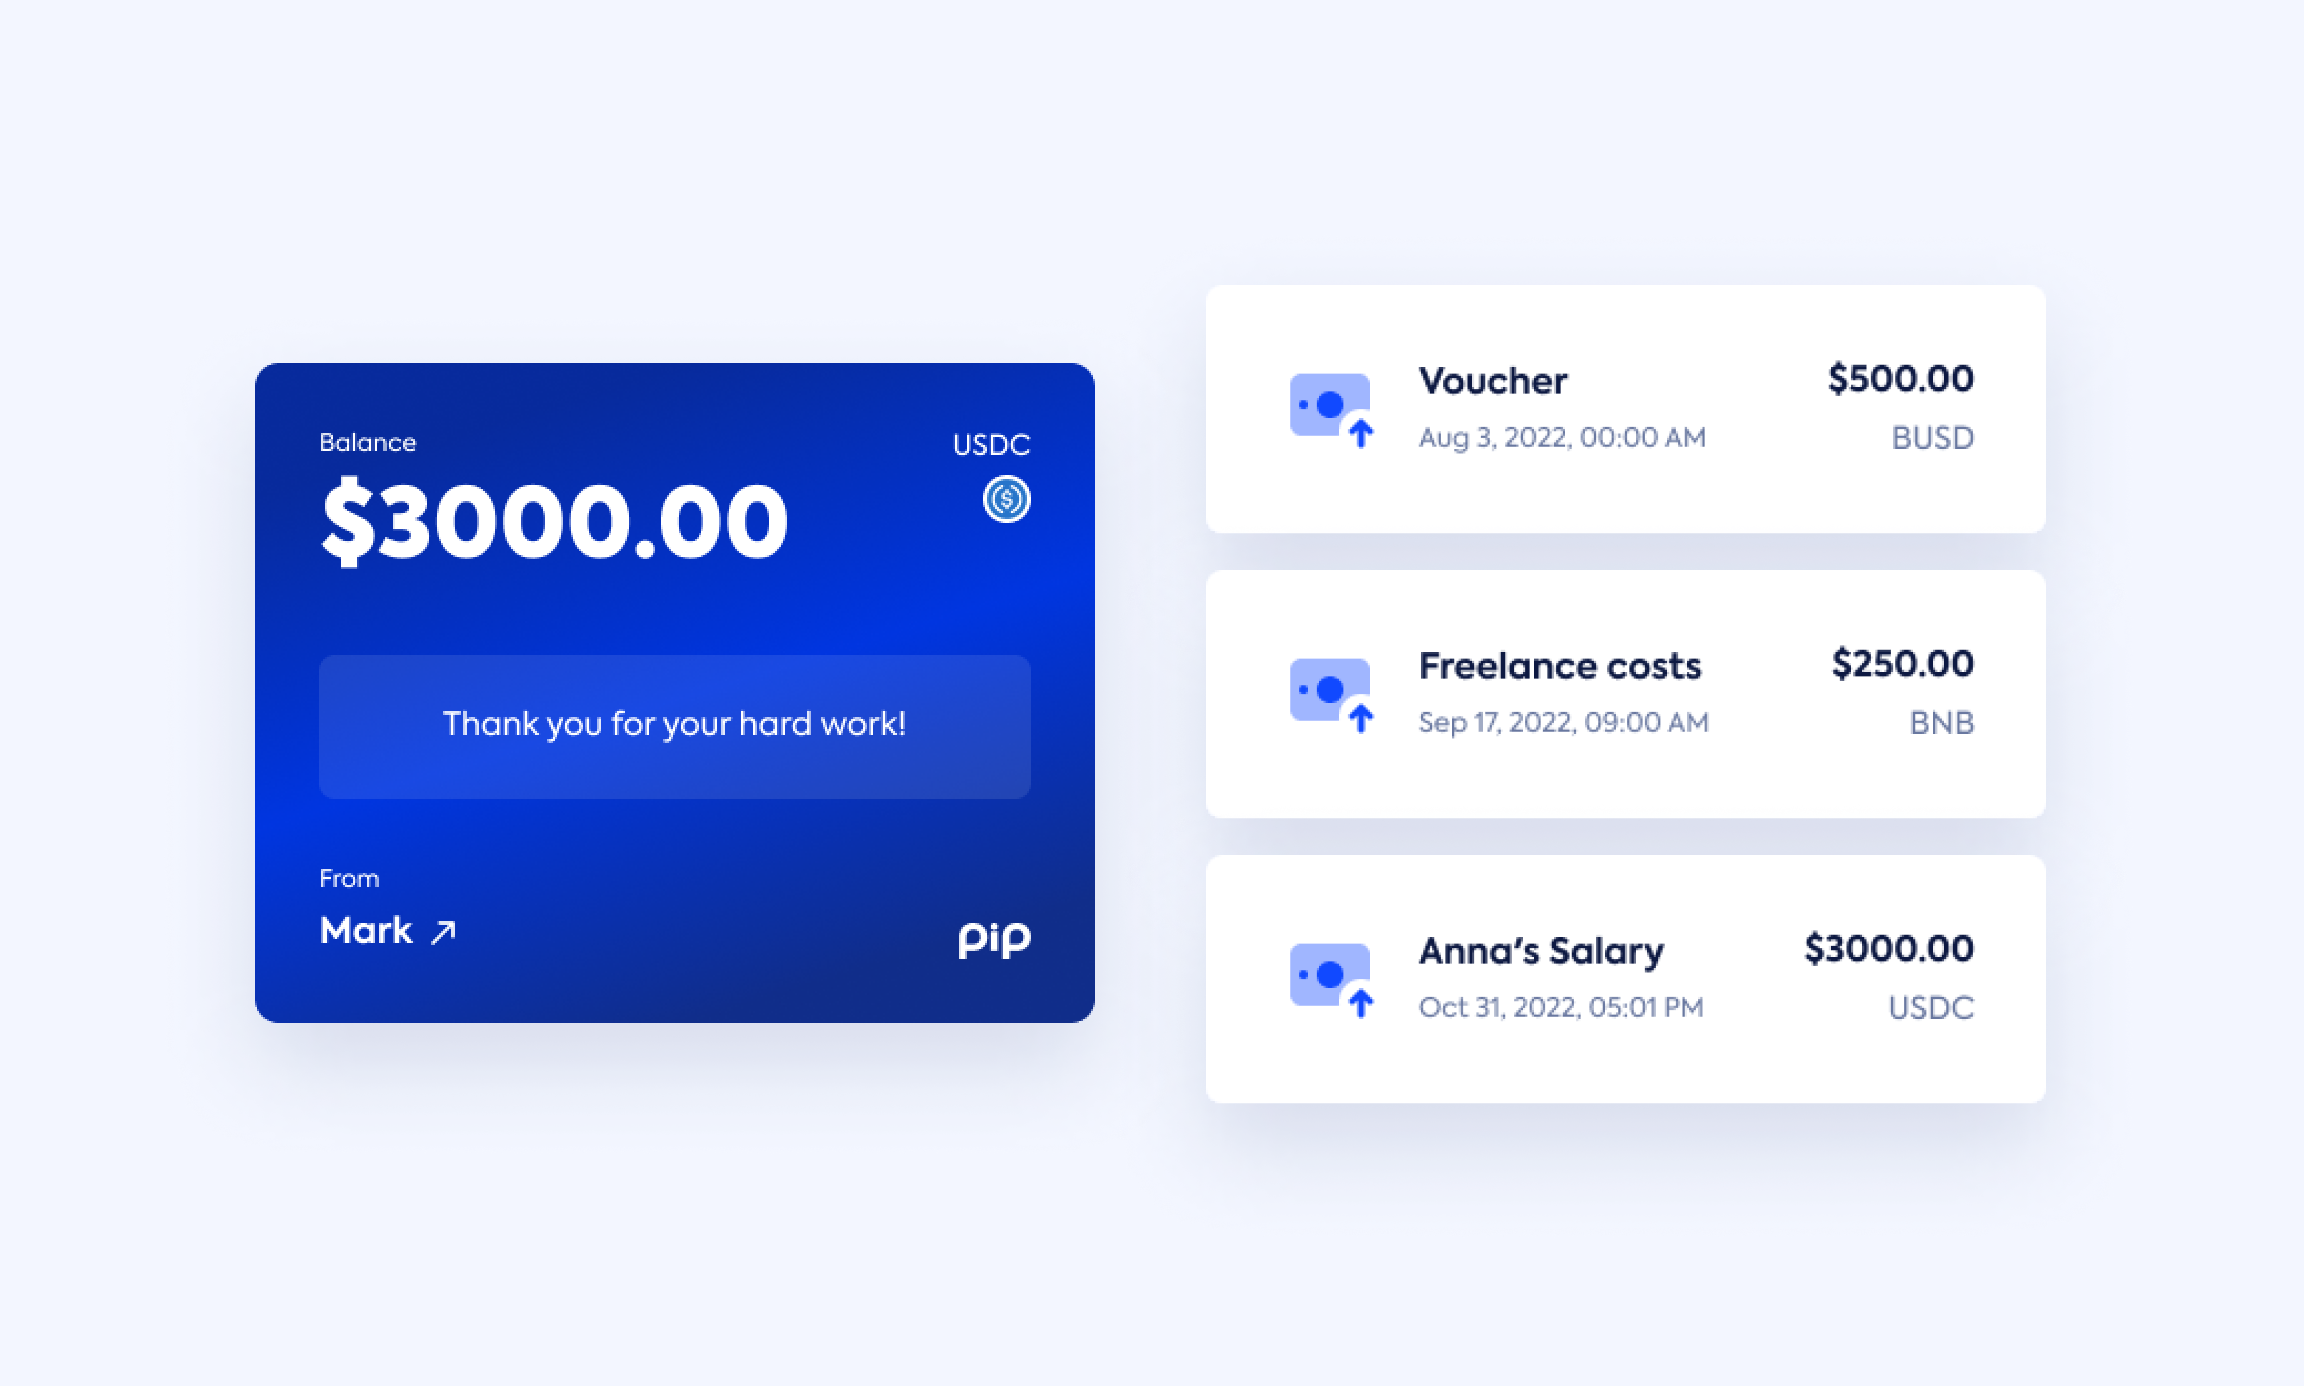 Balance
USDC
$3000.00
Thank you for your hard work!
From
Mark
pip
Voucher
$500.00
Aug 3, 2022, 00:00 AM
BUSD
Freelance costs
$250.00
Sep 17, 2022, 09:00 AM
BNB
Anna's Salary
$3000.00
Oct 31, 2022, 05:01 PM
USDC